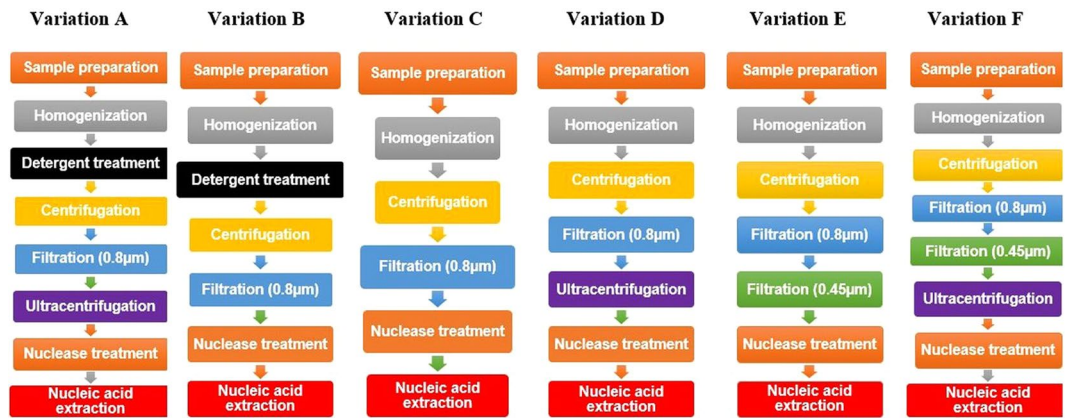 Variation A
Sample preparation
Homogenization
Detergent treatment
Centrifugation
Filtration (0.8µm)
Ultracentrifugation
Nuclease treatment
Nucleic acid
extraction
Variation B
Sample preparation
Homogenization
Detergent treatment
Centrifugation
Filtration (0.8µm)
Nuclease treatment
Nucleic acid
extraction
Variation C
Sample preparation
Homogenization
Centrifugation
Filtration (0.8µm)
Nuclease treatment
Nucleic acid
extraction
Variation D
Sample preparation
Homogenization
Centrifugation
Filtration (0.8µm)
Ultracentrifugation
Nuclease treatment
Nucleic acid
extraction
Variation E
Sample preparation
Homogenization
Centrifugation
Filtration (0.8µm)
Filtration (0.45µm)
Nuclease treatment
Nucleic acid
extraction
Variation F
Sample preparation
Homogenization
Centrifugation
Filtration (0.8µm)
Filtration (0.45µm)
Ultracentrifugation
Nuclease treatment
Nucleic acid
extraction